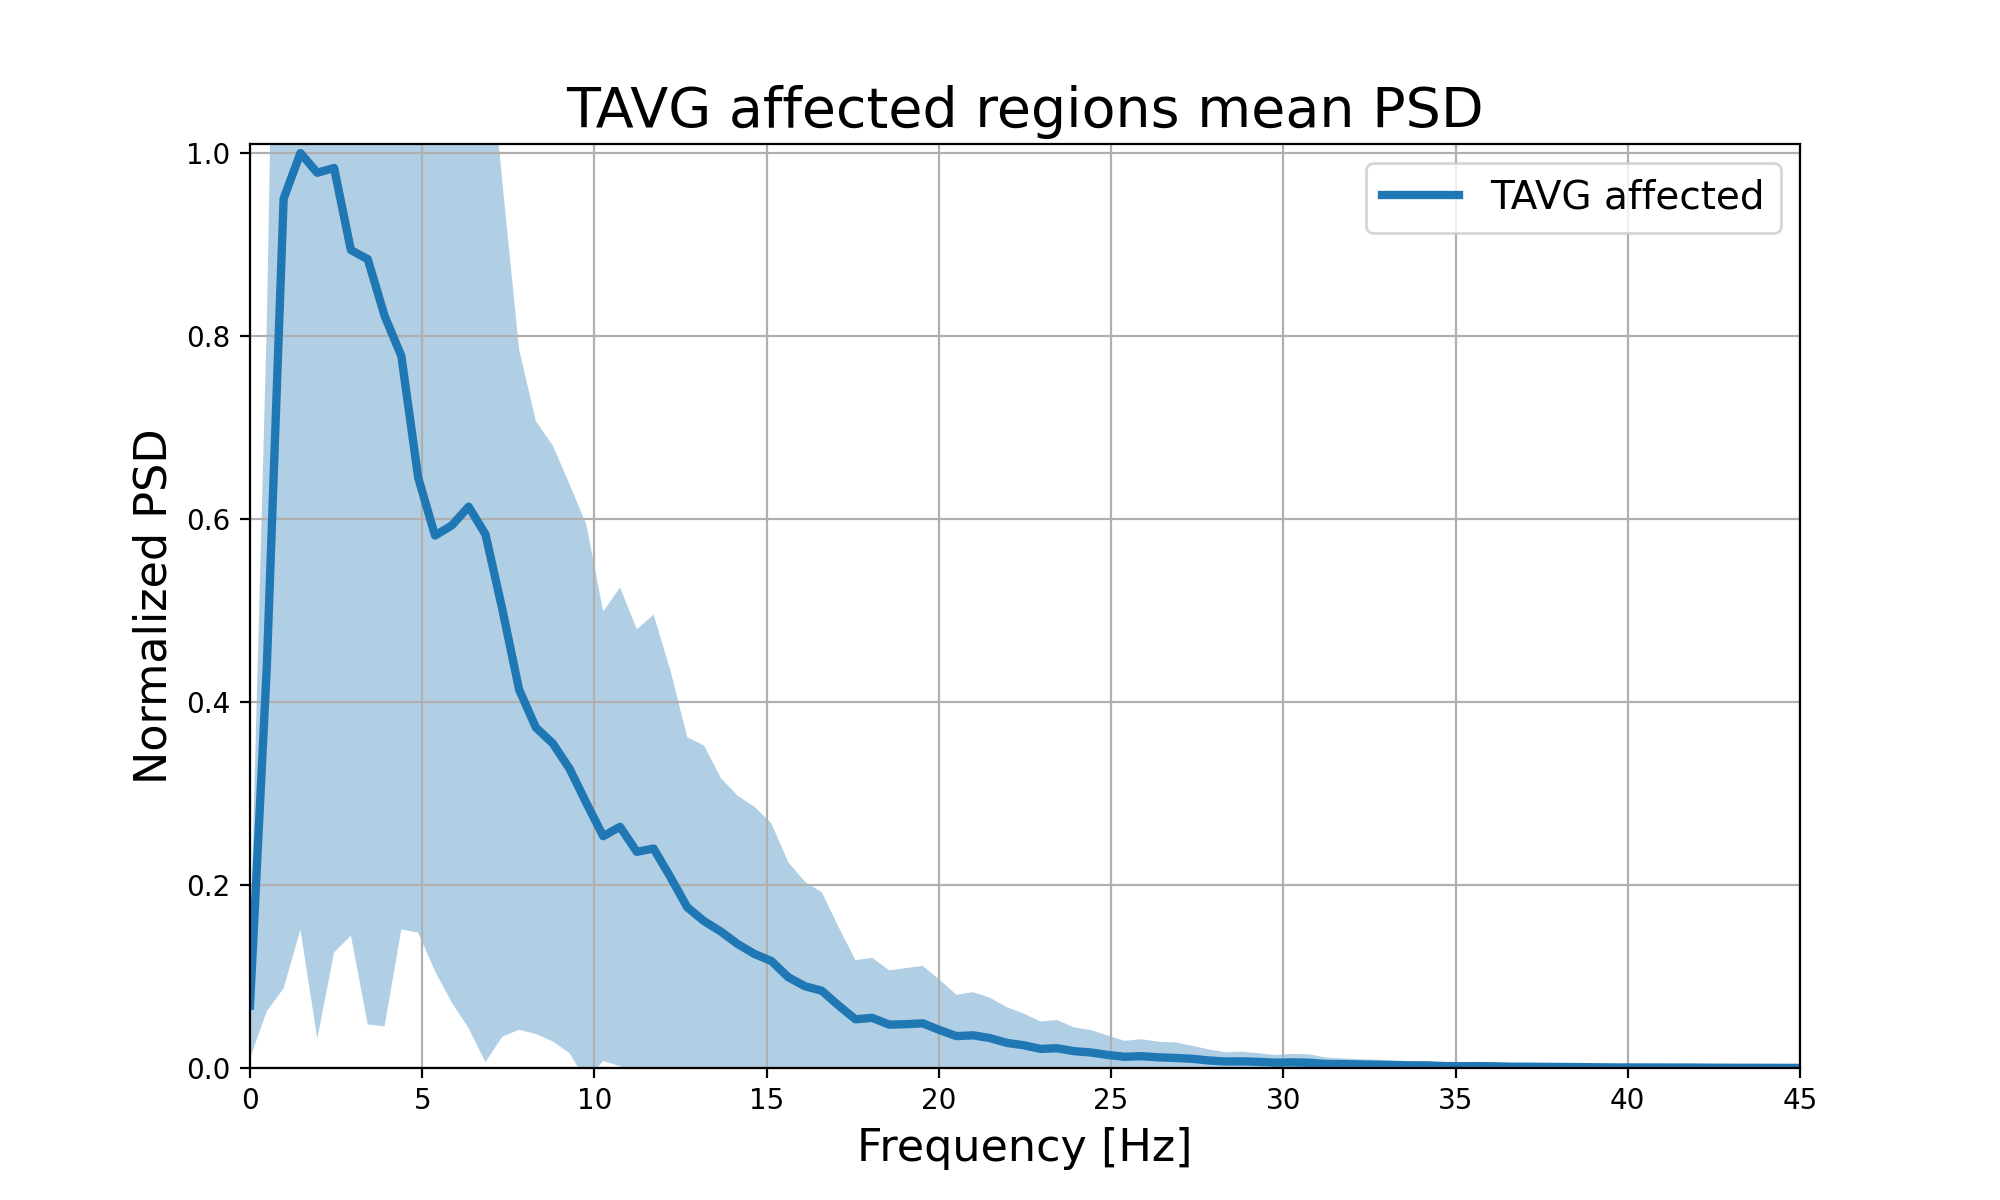 TAVG affected regions mean PSD
TAVG affected
Normalized PSD
1.0
0.8
0.6
0.4
0.2
0.0
0 5 10 15 20 25 30 35 40 45
Frequency [Hz]